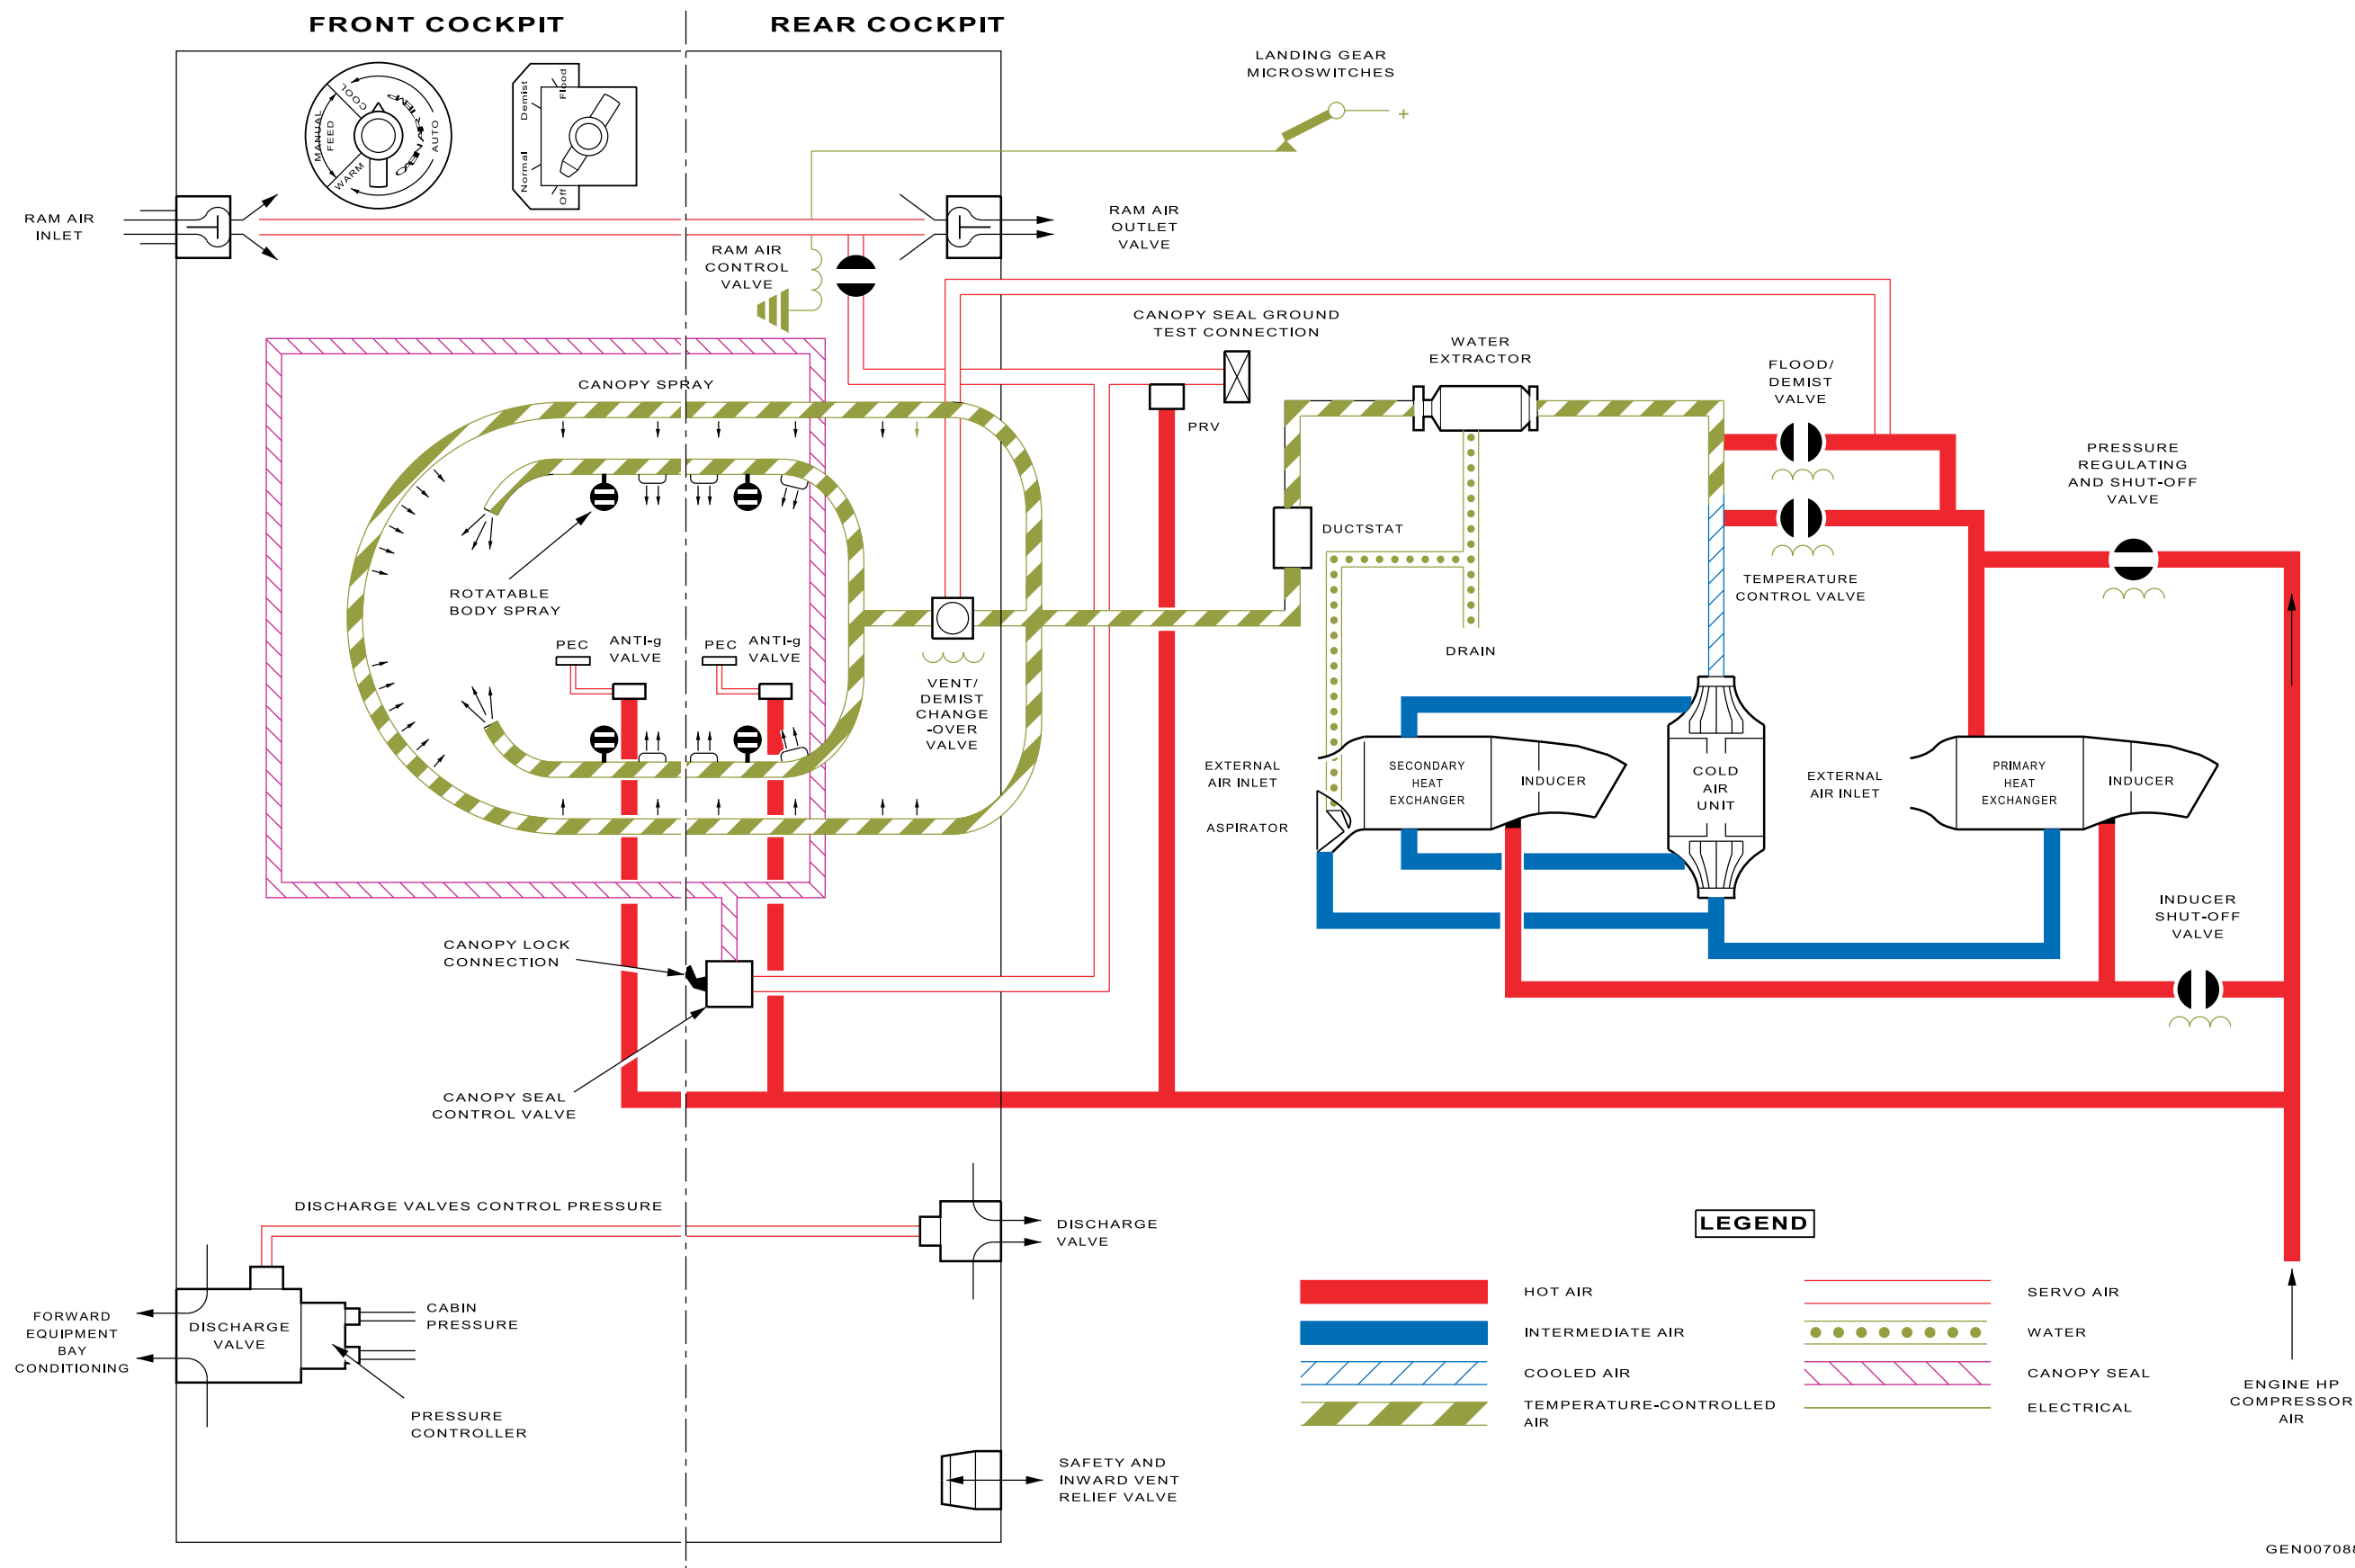 FRONT COCKPIT
REAR COCKPIT
COOL
MANUAL
FEED
WARM
AUTO
Flood
Demist
Normal
Off
LANDING GEAR
MICROSWITCHES
+
RAM AIR
INLET
RAM AIR
OUTLET
VALVE
RAM AIR
CONTROL
VALVE
CANOPY SEAL GROUND
TEST CONNECTION
WATER
EXTRACTOR
FLOOD/
DEMIST
VALVE
CANOPY SPRAY
PRV
PRESSURE
REGULATING
AND SHUT-OFF
VALVE
DUCTSTAT
ROTATABLE
BODY SPRAY
TEMPERATURE
CONTROL VALVE
PEC
ANTI-g
VALVE
PEC
ANTI-g
VALVE
DRAIN
VENT/
DEMIST
CHANGE
-OVER
VALVE
EXTERNAL
AIR INLET
SECONDARY
HEAT
EXCHANGER
INDUCER
COLD
AIR
UNIT
EXTERNAL
AIR INLET
PRIMARY
HEAT
EXCHANGER
INDUCER
ASPIRATOR
INDUCER
SHUT-OFF
VALVE
CANOPY LOCK
CONNECTION
CANOPY SEAL
CONTROL VALVE
DISCHARGE VALVES CONTROL PRESSURE
DISCHARGE
VALVE
LEGEND
HOT AIR
INTERMEDIATE AIR
COOLED AIR
TEMPERATURE-CONTROLLED
AIR
SERVO AIR
WATER
CANOPY SEAL
ELECTRICAL
FORWARD
EQUIPMENT
BAY
CONDITIONING
DISCHARGE
VALVE
CABIN
PRESSURE
PRESSURE
CONTROLLER
ENGINE HP
COMPRESSOR
AIR
SAFETY AND
INWARD VENT
RELIEF VALVE
GEN007088